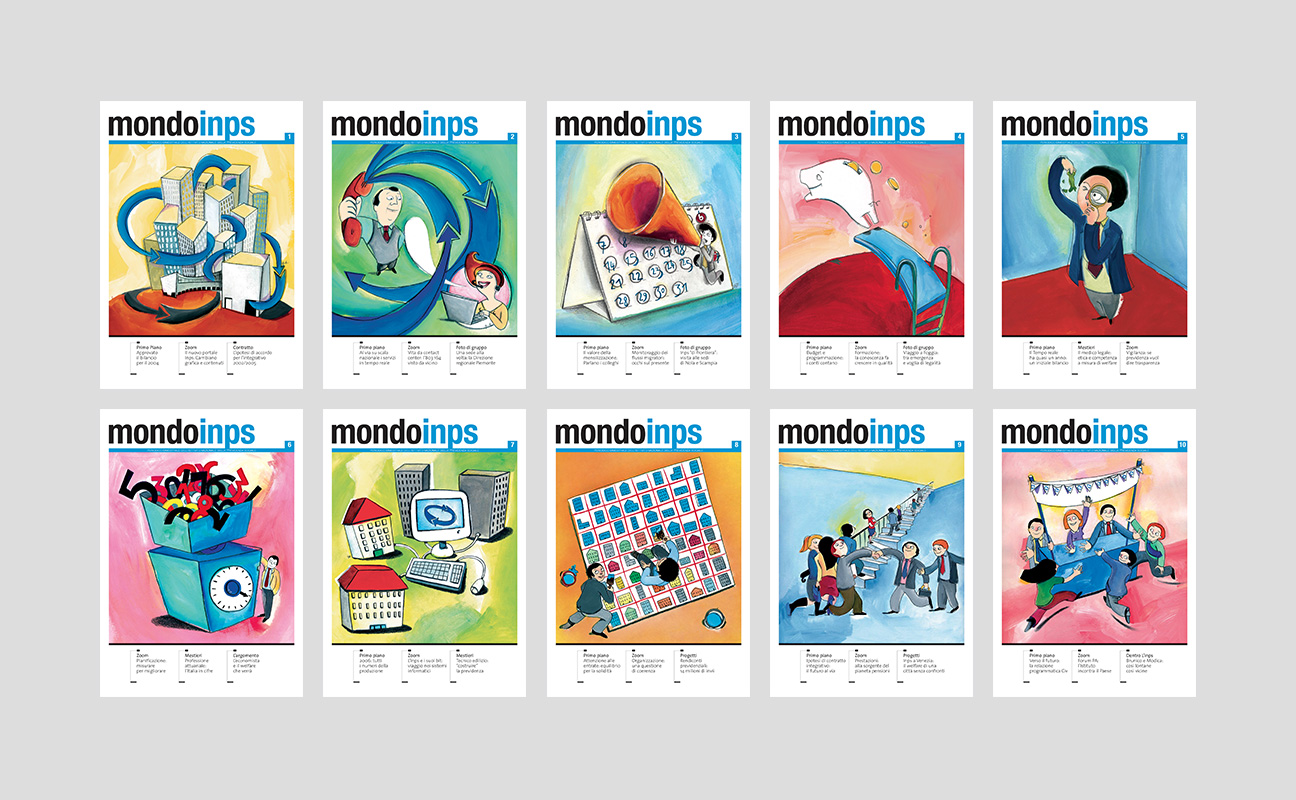 mondoinps
1
Primo Piano
Approvato
il bilancio
per il 2004
Zoom
Il nuovo portale
Inps. Cambiano
grafica e contenuti
Contratto
L'ipotesi di accordo
per l'integrativo
2002/2005
mondoinps
2
Primo piano
Al via su scala
nazionale i servizi
in tempo reale
Zoom
Vita da contact
center. l'803.164
visto da vicino
Foto di gruppo
Una sede alla
volta: la Direzione
regionale Piemonte
mondoinps
3
Primo piano
Il valore della
mensilizzazione.
Parlano i colleghi
Zoom
Monitoraggio dei
flussi migratori:
occhi sul presente
Foto di gruppo
Inps "di frontiera":
visita alle sedi
di Nola e Scampia
mondoinps
4
Primo piano
Budget e
programmazione:
i conti contano
Zoom
Formazione:
la conoscenza fa
crescere in qualità
Foto di gruppo
Viaggio a Foggia:
tra emergenza
e voglia di legalità
mondoinps
5
Primo piano
Il Tempo reale
ha quasi un anno:
un iniziale bilancio
Mestieri
Il medico legale:
etica e competenza
a misura di welfare
Zoom
Vigilanza: se
previdenza vuol
dire trasparenza
mondoinps
6
Zoom
Pianificazione:
misurare
per migliorare
Mestieri
Professione
attuariale:
l'Italia in cifre
L'argomento
L'economista
e il welfare
che verrà
mondoinps
7
Primo piano
2006: tutti
i numeri della
produzione
Zoom
L'Inps e i suoi bit:
viaggio nei sistemi
informatici
Mestieri
Tecnico edilizio:
"costruire"
la previdenza
mondoinps
8
Primo piano
Attenzione alle
entrate: equilibrio
per la solidità
Zoom
Organizzazione:
una questione
di coerenza
Progetti
Rendiconti
previdenziali:
14 milioni di invii
mondoinps
9
Primo piano
Ipotesi di contratto
integrativo:
il futuro al via
Zoom
Prestazioni:
alla sorgente del
pianeta pensioni
Progetti
Inps a Venezia:
il welfare di una
città senza confronti
mondoinps
10
Primo piano
Verso il futuro:
la relazione
programmatica Civ
Zoom
Forum PA,
l'Istituto
incontra il Paese
Dentro L'Inps
Brunico e Modica:
così lontane
così vicine